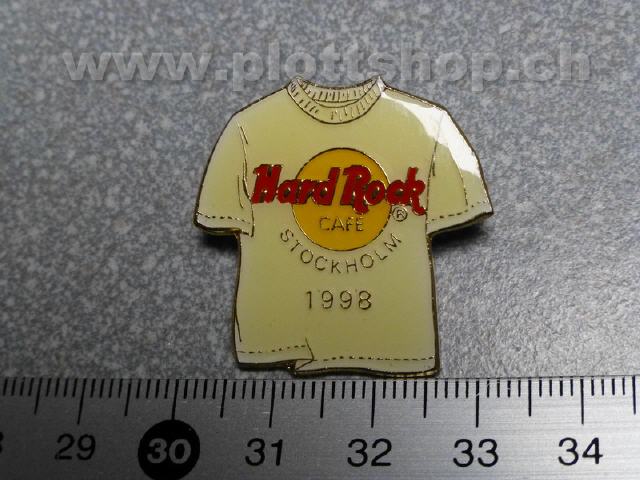 www.plottshop.ch
Hard Rock
CAFE ®
STOCKHOLM
1998
29 30 31 32 33 34